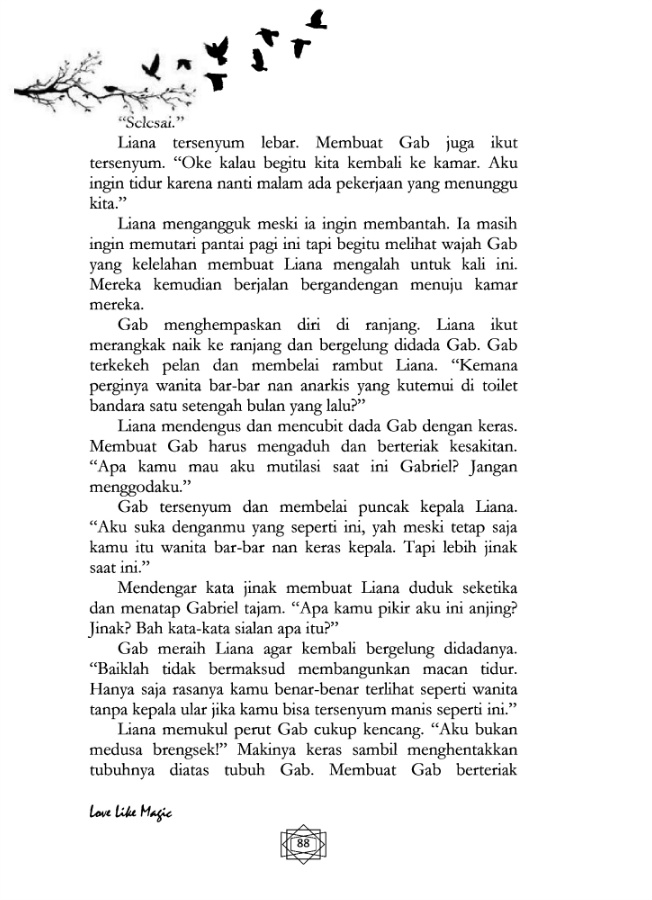 “Selesai.”
Liana tersenyum lebar. Membuat Gab juga ikut
tersenyum. “Oke kalau begitu kita kembali ke kamar. Aku
ingin tidur karena nanti malam ada pekerjaan yang menunggu
kita.”
Liana mengangguk meski ia ingin membantah. Ia masih
ingin memutari pantai pagi ini tapi begitu melihat wajah Gab
yang kelelahan membuat Liana mengalah untuk kali ini.
Mereka kemudian berjalan bergandengan menuju kamar
mereka.
Gab menghempaskan diri di ranjang. Liana ikut
merangkak naik ke ranjang dan bergelung didada Gab. Gab
terkekeh pelan dan membelai rambut Liana. “Kemana
perginya wanita bar-bar nan anarkis yang kutemui di toilet
bandara satu setengah bulan yang lalu?”
Liana mendengus dan mencubit dada Gab dengan keras.
Membuat Gab harus mengaduh dan berteriak kesakitan.
“Apa kamu mau aku mutilasi saat ini Gabriel? Jangan
menggodaku.”
Gab tersenyum dan membelai puncak kepala Liana.
“Aku suka denganmu yang seperti ini, yah meski tetap saja
kamu itu wanita bar-bar nan keras kepala. Tapi lebih jinak
saat ini.”
Mendengar kata jinak membuat Liana duduk seketika
dan menatap Gabriel tajam. “Apa kamu pikir aku ini anjing?
Jinak? Bah kata-kata sialan apa itu?”
Gab meraih Liana agar kembali bergelung didadanya.
“Baiklah tidak bermaksud membangunkan macan tidur.
Hanya saja rasanya kamu benar-benar terlihat seperti wanita
tanpa kepala ular jika kamu bisa tersenyum manis seperti ini.”
Liana memukul perut Gab cukup kencang. “Aku bukan
medusa brengsek!” Makinya keras sambil menghentakkan
tubuhnya diatas tubuh Gab. Membuat Gab berteriak
Love Like Magic
88